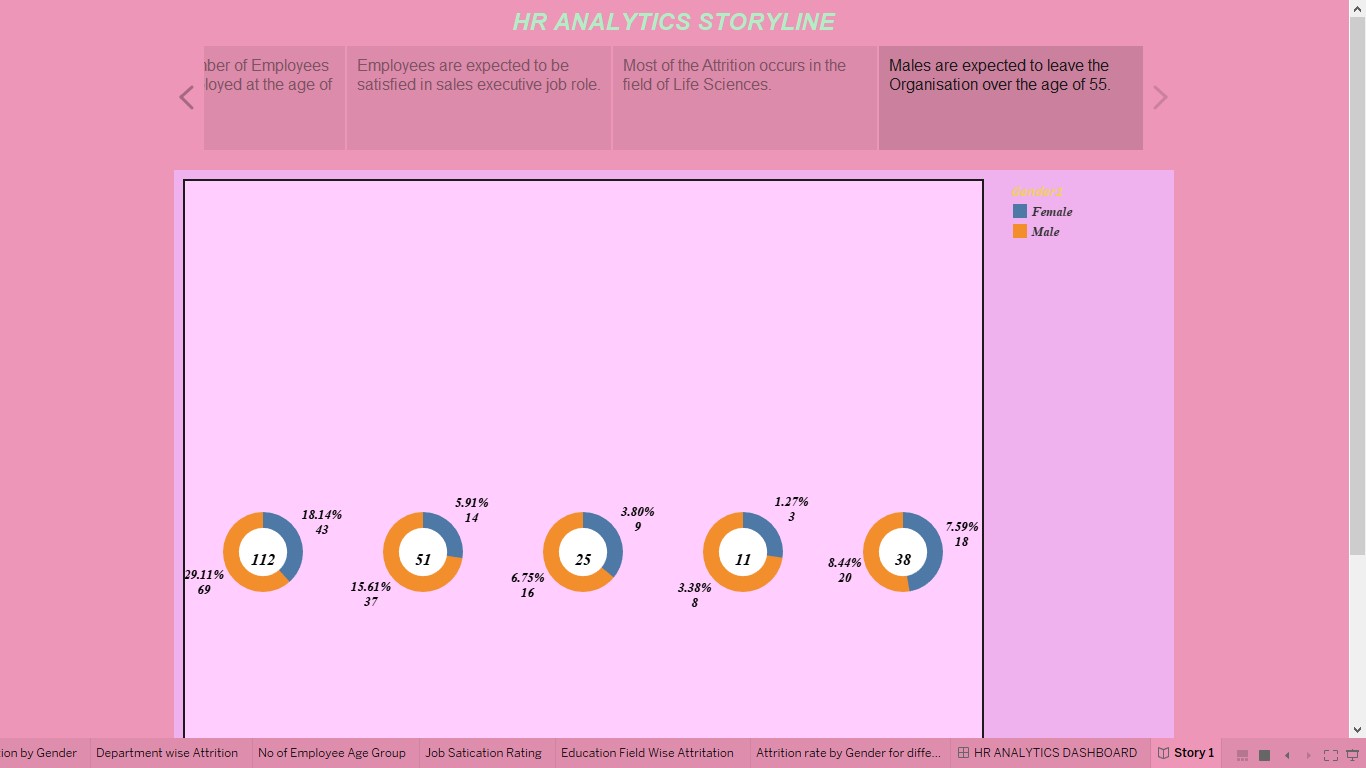 HR ANALYTICS STORYLINE
nber of Employees
loyed at the age of
Employees are expected to be
satisfied in sales executive job role.
Most of the Attrition occurs in the
field of Life Sciences.
Males are expected to leave the
Organisation over the age of 55.
Female
Male
18.14%
43
112
29.11%
69
5.91%
14
51
15.61%
37
3.80%
9
25
6.75%
16
1.27%
3
11
3.38%
8
7.59%
18
38
8.44%
20
ion by Gender
Department wise Attrition
No of Employee Age Group
Job Satication Rating
Education Field Wise Attritation
Attrition rate by Gender for diffe...
HR ANALYTICS DASHBOARD
Story 1